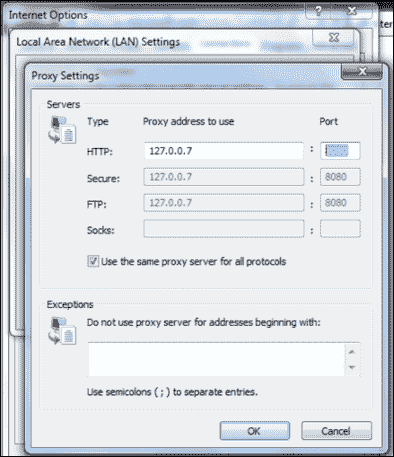 Internet Options
?
Local Area Network (LAN) Settings
Proxy Settings
Servers
Type Proxy address to use Port
HTTP: 127.0.0.7 :
Secure: 127.0.0.7 : 8080
FTP: 127.0.0.7 : 8080
Socks: :
Use the same proxy server for all protocols
Exceptions
Do not use proxy server for addresses beginning with:
Use semicolons ( ; ) to separate entries.
OK Cancel